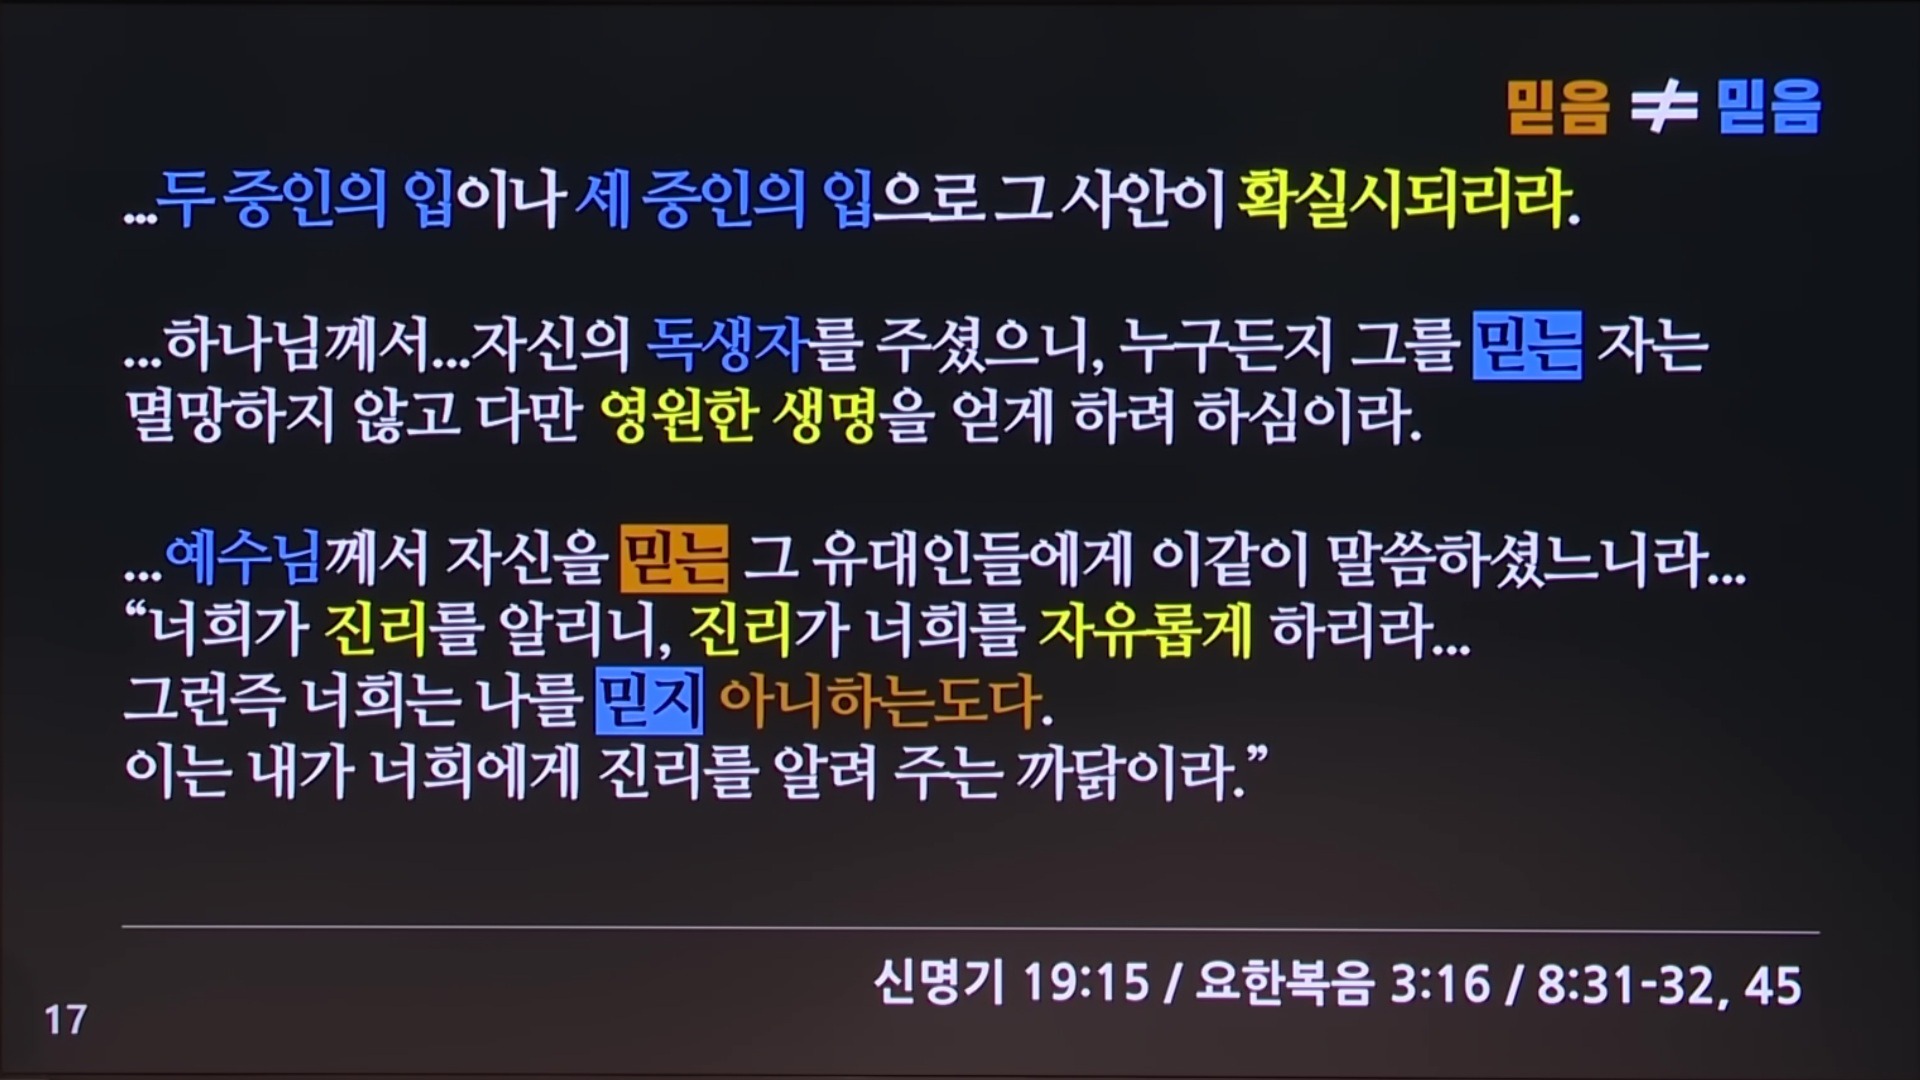 믿음 ≠ 믿음
...두 증인의 입이나 세 증인의 입으로 그 사안이 확실시되리라.
...하나님께서...자신의 독생자를 주셨으니, 누구든지 그를 믿는 자는
멸망하지 않고 다만 영원한 생명을 얻게 하려 하심이라.
...예수님께서 자신을 믿는 그 유대인들에게 이같이 말씀하셨느니라...
“너희가 진리를 알리니, 진리가 너희를 자유롭게 하리라...
그런즉 너희는 나를 믿지 아니하는도다.
이는 내가 너희에게 진리를 알려 주는 까닭이라.”
신명기 19:15 / 요한복음 3:16 / 8:31-32, 45
17